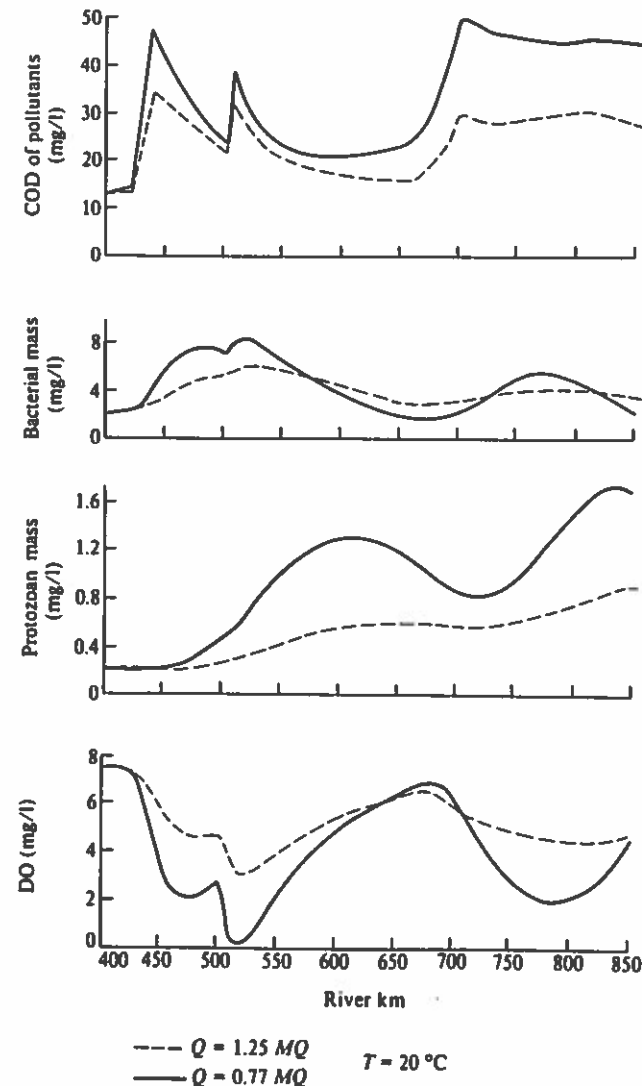 50
40
30
20
10
0
COD of pollutants
(mg/l)
8
4
0
Bacterial mass
(mg/l)
1.6
1.2
0.8
0.4
0
Protozoan mass
(mg/l)
8
6
4
2
0
DO (mg/l)
400 450 500 550 600 650 700 750 800 850
River km
Q = 1.25 MQ
T = 20 °C
Q = 0.77 MQ